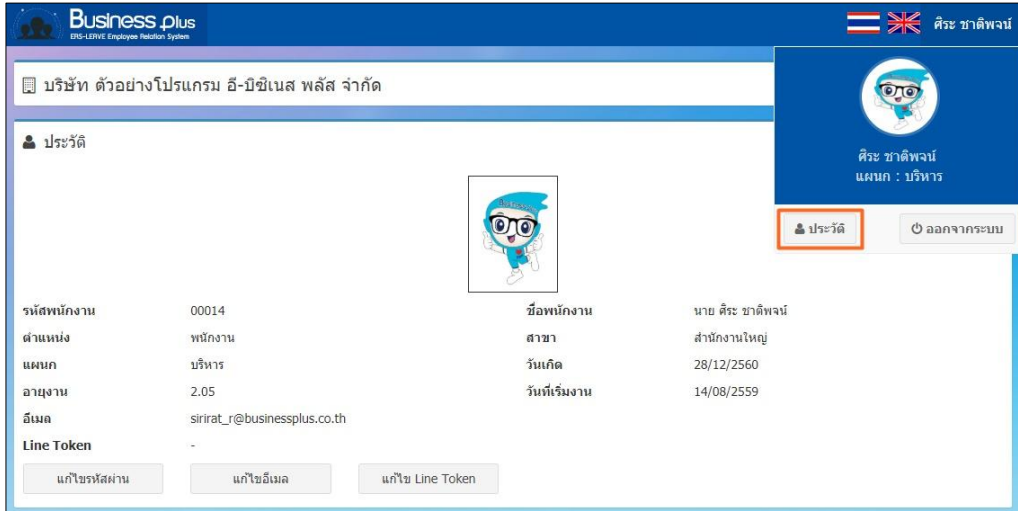 Business Plus
ERS-LEAVE Employee Relation System
ศิระ ชาติพจน์
บริษัท ตัวอย่างโปรแกรม อี-บิซิเนส พลัส จำกัด
ศิระ ชาติพจน์
แผนก : บริหาร
ประวัติ
ออกจากระบบ
ประวัติ
รหัสพนักงาน 00014 ชื่อพนักงาน นาย ศิระ ชาติพจน์
ตำแหน่ง พนักงาน สาขา สำนักงานใหญ่
แผนก บริหาร วันเกิด 28/12/2560
อายุงาน 2.05 วันที่เริ่มงาน 14/08/2559
อีเมล sirirat_r@businessplus.co.th
Line Token -
แก้ไขรหัสผ่าน แก้ไขอีเมล แก้ไข Line Token